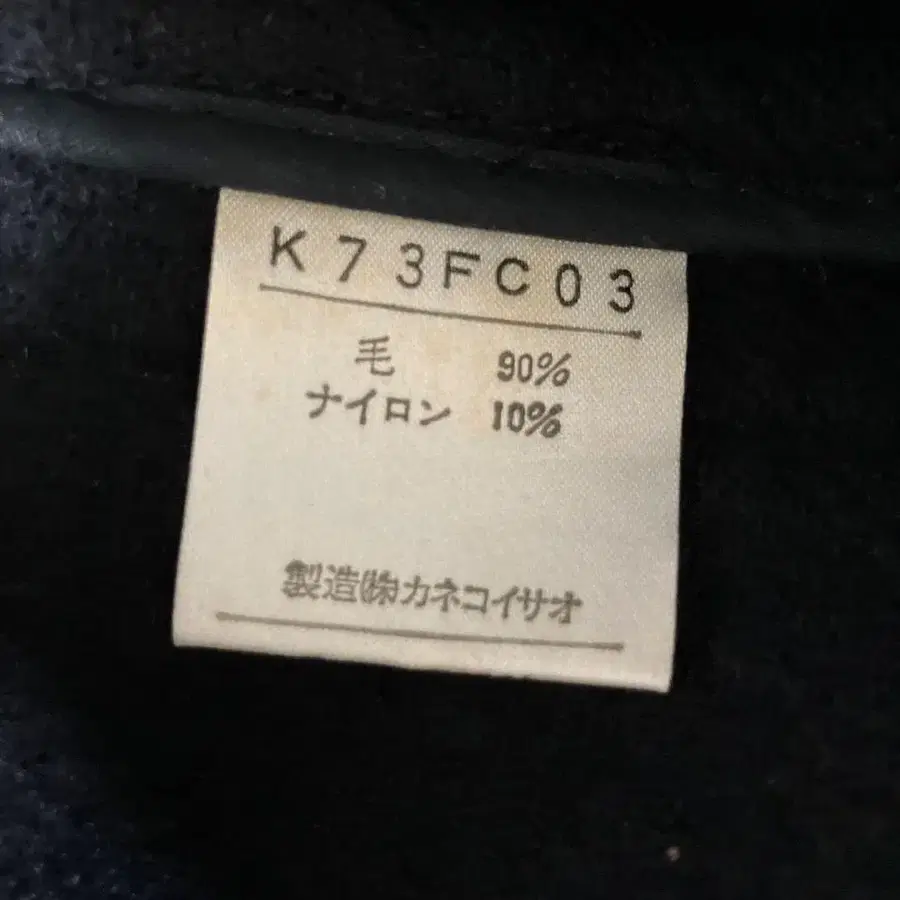 K73FC03
毛 90%
ナイロン 10%
製造㈱カネコイサオ